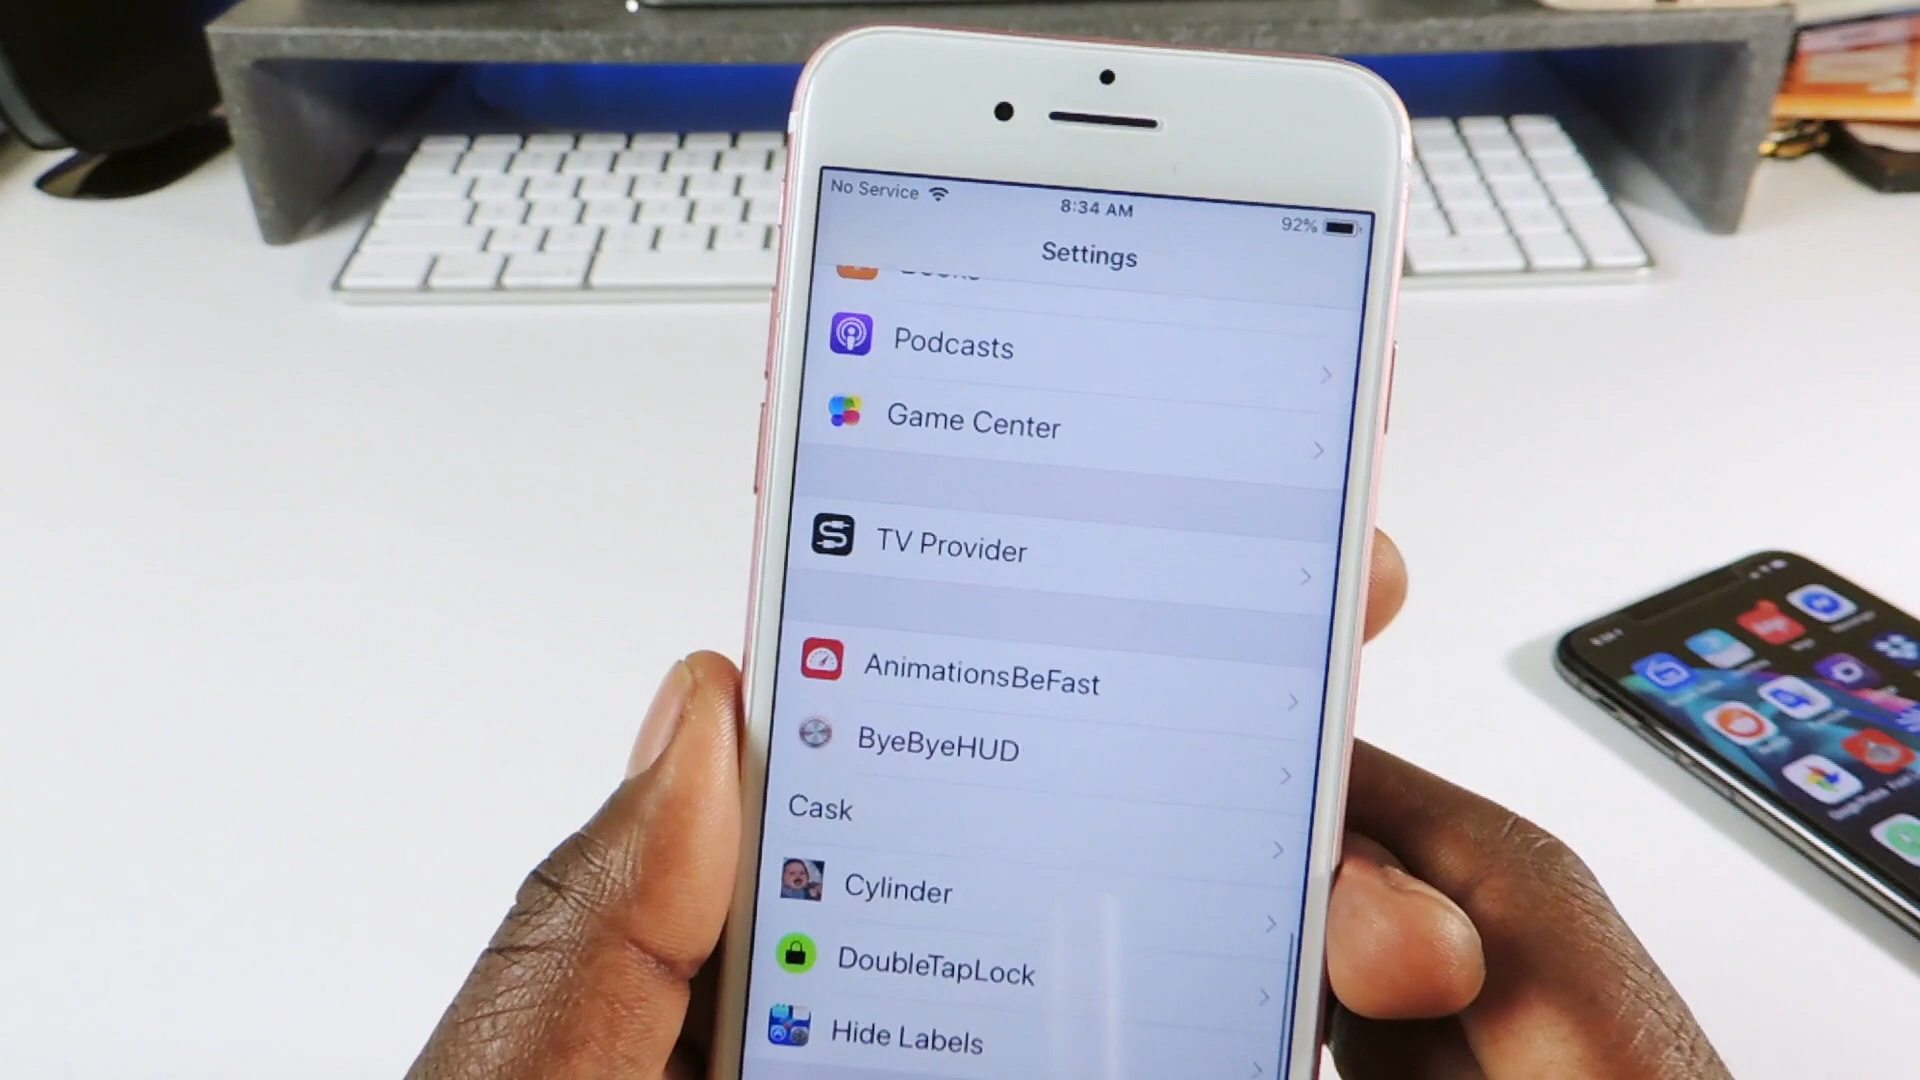 No Service
8:34 AM
92%
Settings
Books
Podcasts
Game Center
TV Provider
AnimationsBeFast
ByeByeHUD
Cask
Cylinder
DoubleTapLock
Hide Labels